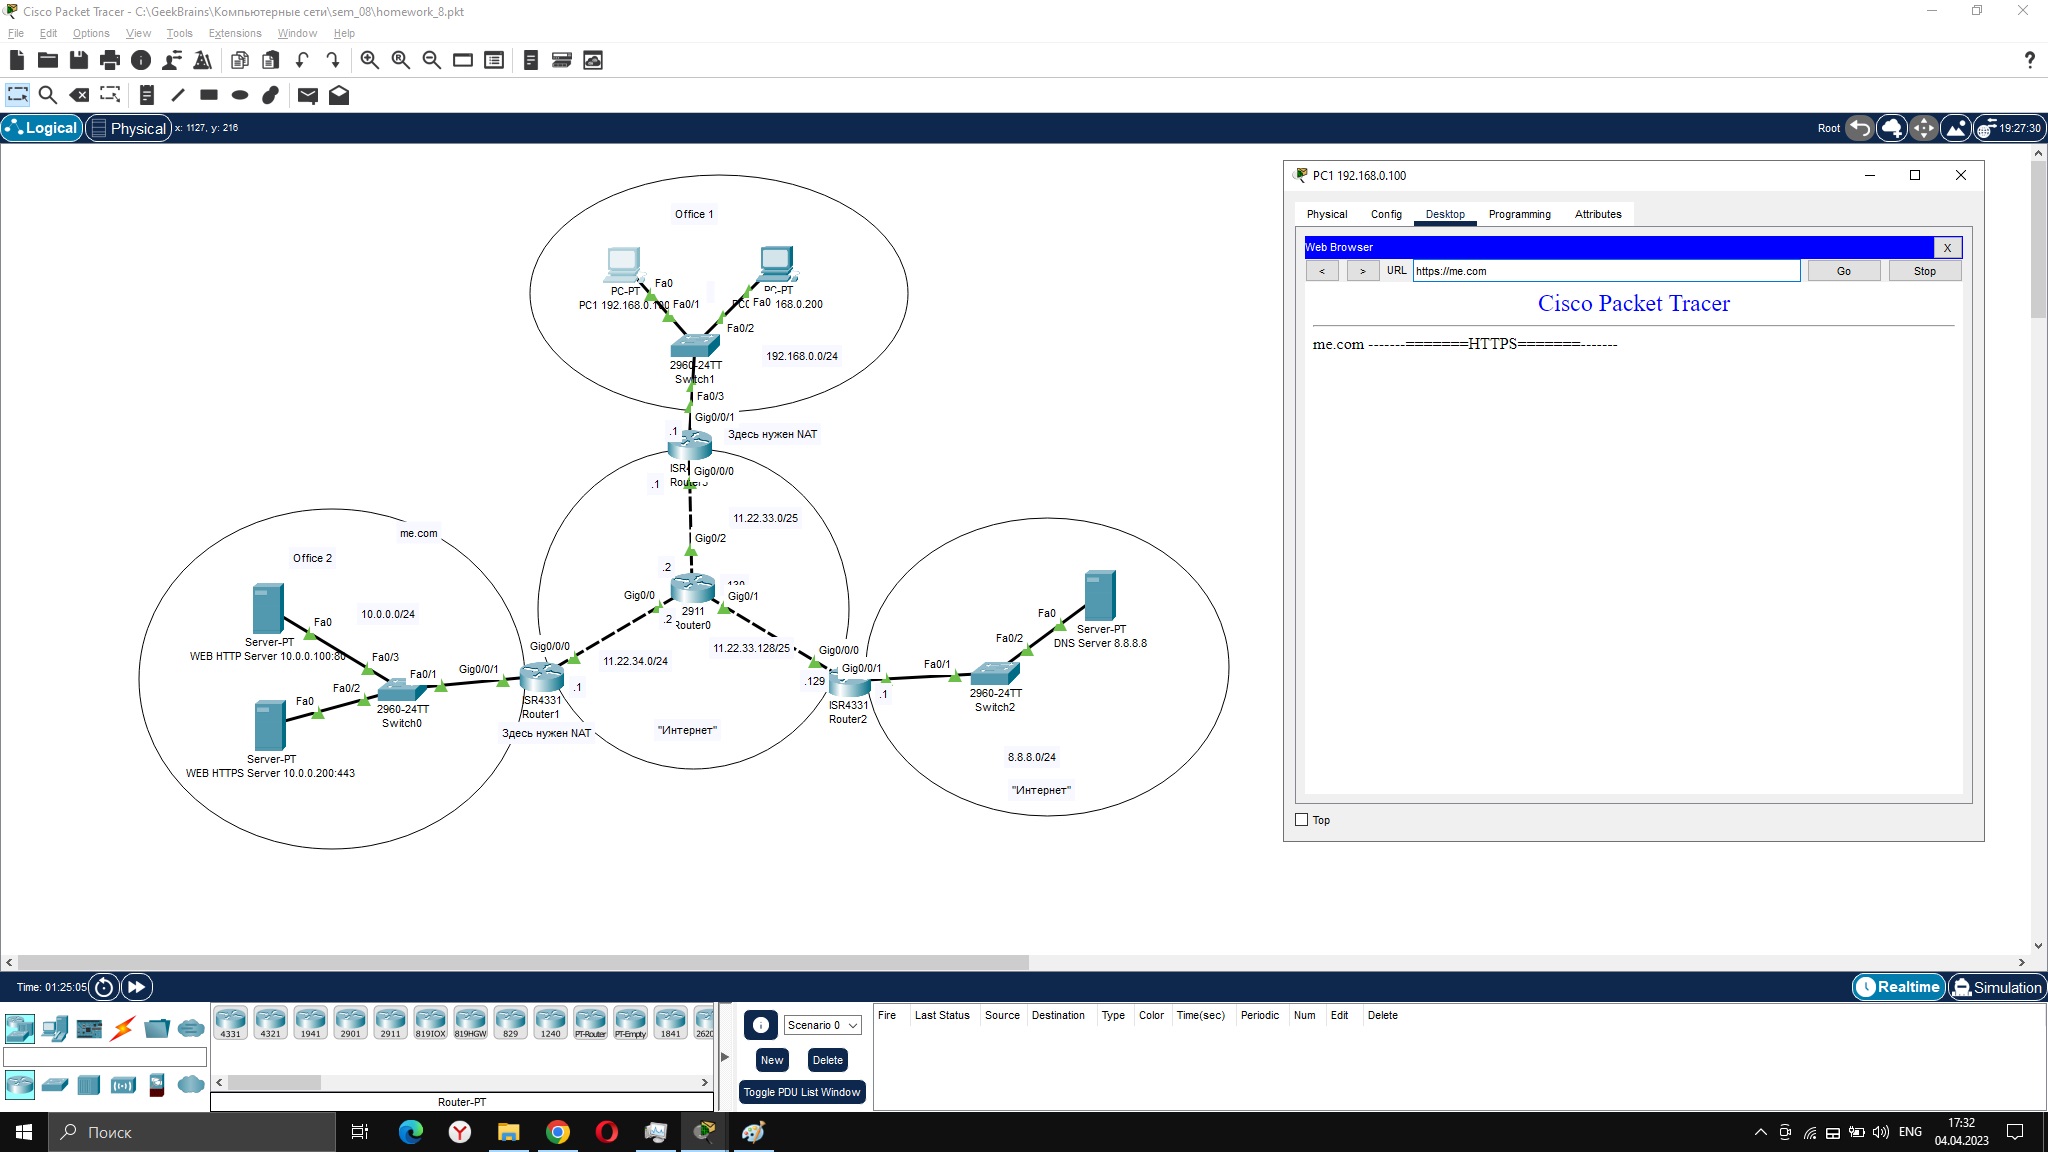 Cisco Packet Tracer - C:\GeekBrains\Компьютерные сети\sem_08\homework_8.pkt
File Edit Options View Tools Extensions Window Help
?
Logical Physical x: 1127, y: 216 Root 19:27:30
Office 1
PC-PT
PC1 192.168.0.100
Fa0
Fa0/1
Fa0
168.0.200
Fa0/2
192.168.0.0/24
2960-24TT
Switch1
Fa0/3
Gig0/0/1
.1
Здесь нужен NAT
Gig0/0/0
.1
11.22.33.0/25
Gig0/2
.2
Gig0/0
Gig0/1
.2
2911
Router0
11.22.33.128/25
11.22.34.0/24
"Интернет"
me.com
Office 2
10.0.0.0/24
Fa0
Server-PT
WEB HTTP Server 10.0.0.100:80
Fa0/3
Fa0/1
Gig0/0/1
Gig0/0/0
.1
Fa0/2
Fa0
2960-24TT
Switch0
ISR4331
Router1
Здесь нужен NAT
Server-PT
WEB HTTPS Server 10.0.0.200:443
Gig0/0/0
Gig0/0/1
.129
.1
ISR4331
Router2
Fa0/1
Fa0/2
Fa0
2960-24TT
Switch2
Server-PT
DNS Server 8.8.8.8
8.8.8.0/24
"Интернет"
PC1 192.168.0.100
Physical Config Desktop Programming Attributes
Web Browser X
< > URL https://me.com Go Stop
Cisco Packet Tracer
me.com -------=======HTTPS=======-------
Top
Time: 01:25:05 Realtime Simulation
4331 4321 1941 2901 2911 819IOX 819HGW 829 1240 PT-Router PT-Empty 1841
Router-PT
Scenario 0
New Delete
Toggle PDU List Window
Fire Last Status Source Destination Type Color Time(sec) Periodic Num Edit Delete
Поиск
ENG
17:32
04.04.2023